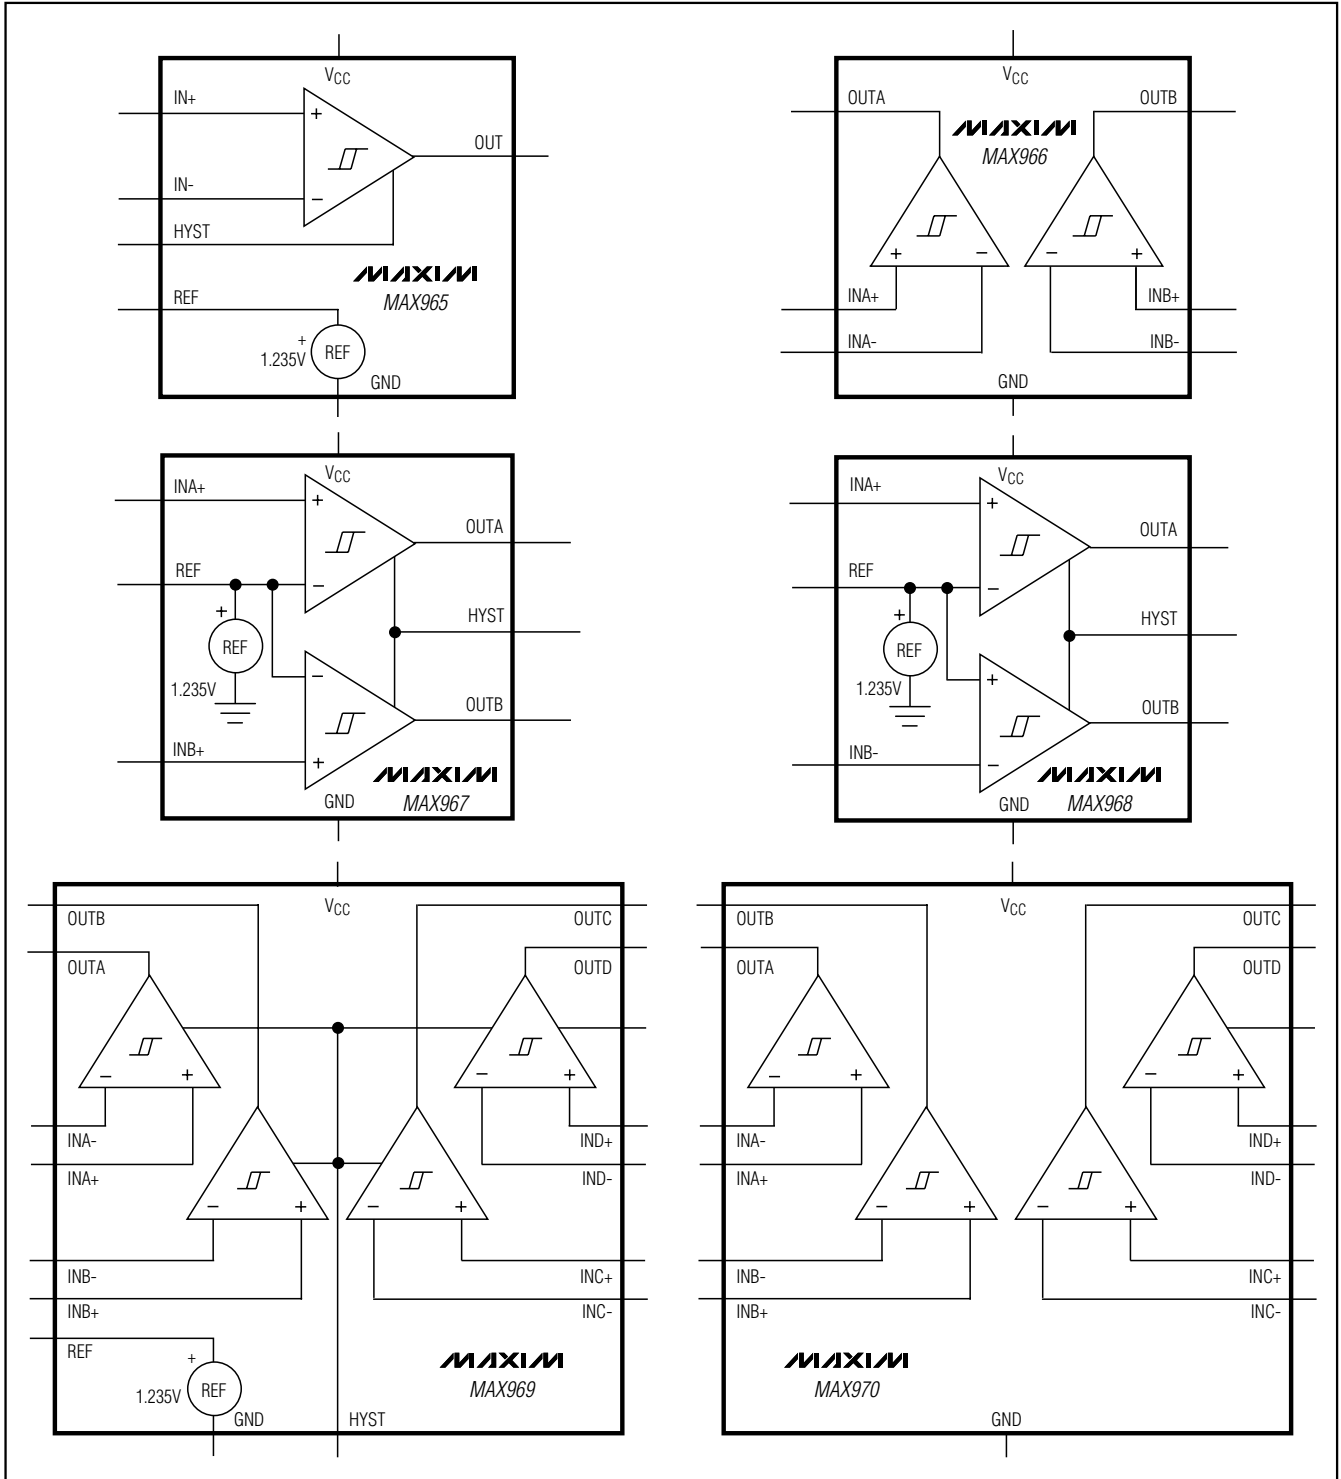 VCC
IN+
+
OUT
IN-
−
HYST
MAXIM
MAX965
REF
+
1.235V
REF
GND
VCC
OUTA
OUTB
MAXIM
MAX966
+
−
−
+
INA+
INB+
INA-
INB-
GND
VCC
INA+
+
OUTA
REF
−
+
HYST
REF
1.235V
−
OUTB
INB+
+
MAXIM
MAX967
GND
VCC
INA+
+
OUTA
REF
−
+
HYST
REF
1.235V
+
OUTB
INB-
−
MAXIM
MAX968
GND
VCC
OUTB
OUTC
OUTA
OUTD
−
+
−
+
INA-
IND+
INA+
IND-
−
+
−
+
INB-
INC+
INB+
INC-
REF
+
1.235V
REF
MAXIM
MAX969
GND
HYST
VCC
OUTB
OUTC
OUTA
OUTD
−
+
−
+
INA-
IND+
INA+
IND-
−
+
−
+
INB-
INC+
INB+
INC-
MAXIM
MAX970
GND